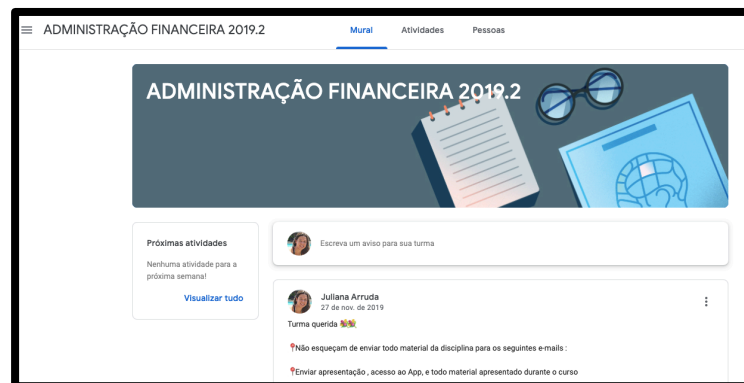 ADMINISTRAÇÃO FINANCEIRA 2019.2
Mural
Atividades
Pessoas
ADMINISTRAÇÃO FINANCEIRA 2019.2
Próximas atividades
Nenhuma atividade para a
próxima semana!
Visualizar tudo
Escreva um aviso para sua turma
Juliana Arruda
27 de nov. de 2019
Turma querida 💐💐
📍Não esqueçam de enviar todo material da disciplina para os seguintes e-mails :
📍Enviar apresentação , acesso ao App, e todo material apresentado durante o curso